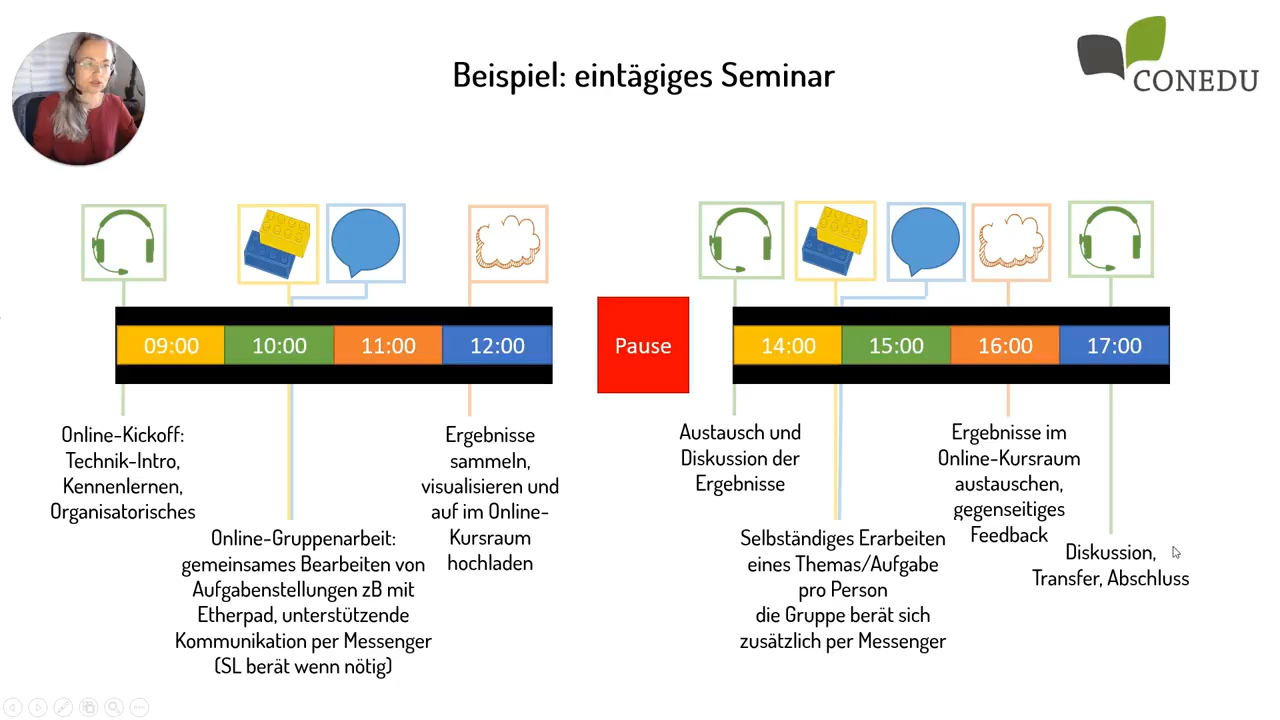 Beispiel: eintägiges Seminar
CONEDU
09:00
10:00
11:00
12:00
Pause
14:00
15:00
16:00
17:00
Online-Kickoff:
Technik-Intro,
Kennenlernen,
Organisatorisches
Online-Gruppenarbeit:
gemeinsames Bearbeiten von
Aufgabenstellungen zB mit
Etherpad, unterstützende
Kommunikation per Messenger
(SL berät wenn nötig)
Ergebnisse
sammeln,
visualisieren und
auf im Online-
Kursraum
hochladen
Austausch und
Diskussion der
Ergebnisse
Selbständiges Erarbeiten
eines Themas/Aufgabe
pro Person
die Gruppe berät sich
zusätzlich per Messenger
Ergebnisse im
Online-Kursraum
austauschen,
gegenseitiges
Feedback
Diskussion,
Transfer, Abschluss